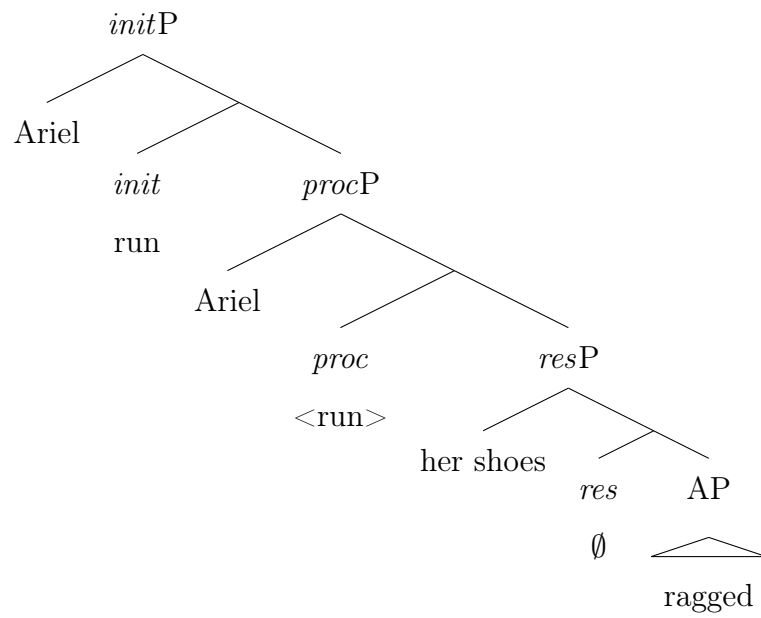 initP
Ariel
init procP
run
Ariel
proc resP
<run>
her shoes
res AP
∅
ragged